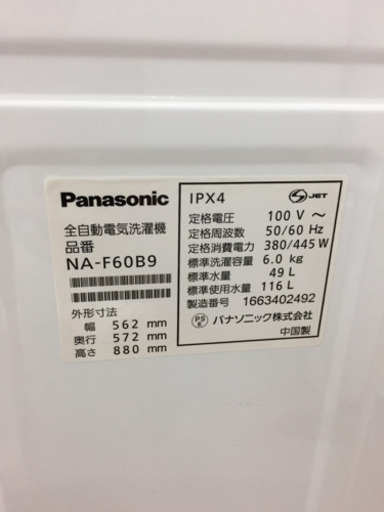 Panasonic
全自動電気洗濯機
品番
NA-F60B9
外形寸法
幅 562 mm
奥行 572 mm
高さ 880 mm
IPX4
S JET
定格電圧 100 V ～
定格周波数 50/60 Hz
定格消費電力 380/445 W
標準洗濯容量 6.0 kg
標準水量 49 L
標準使用水量 116 L
製造番号 1663402492
PS E パナソニック株式会社
中国製